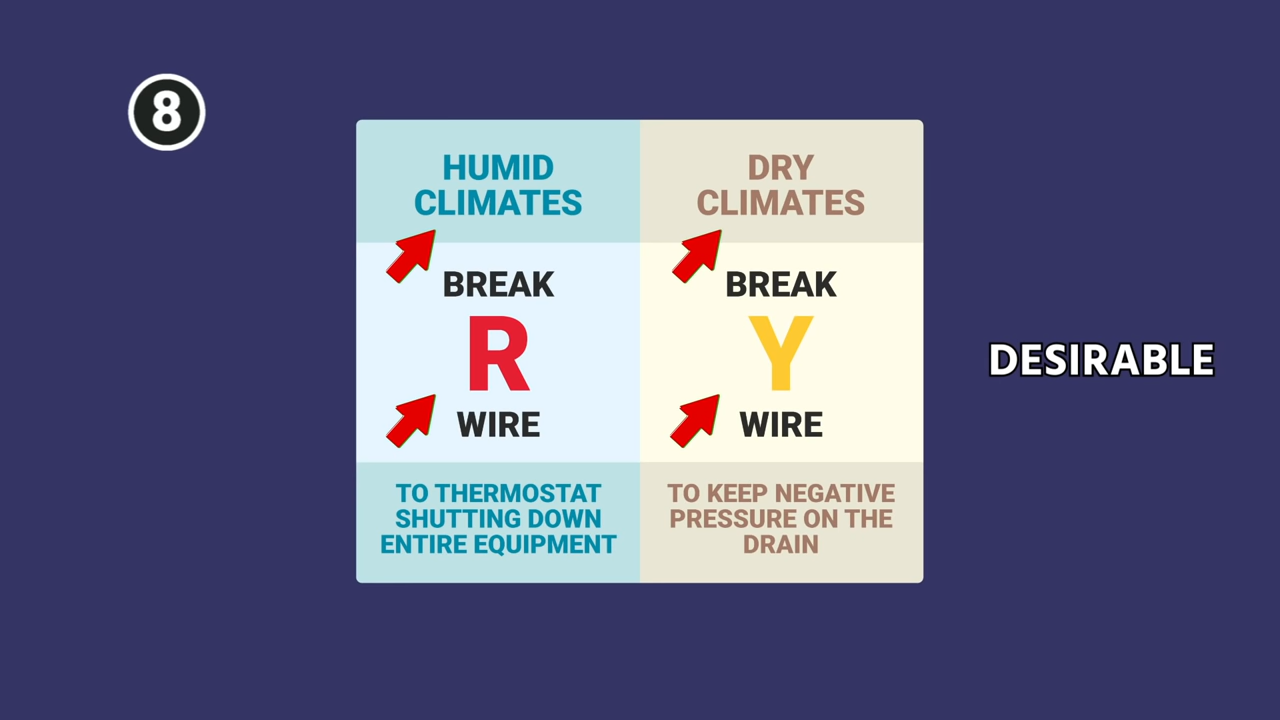 8
HUMID
CLIMATES
BREAK
R
WIRE
TO THERMOSTAT
SHUTTING DOWN
ENTIRE EQUIPMENT
DRY
CLIMATES
BREAK
Y
WIRE
TO KEEP NEGATIVE
PRESSURE ON THE
DRAIN
DESIRABLE